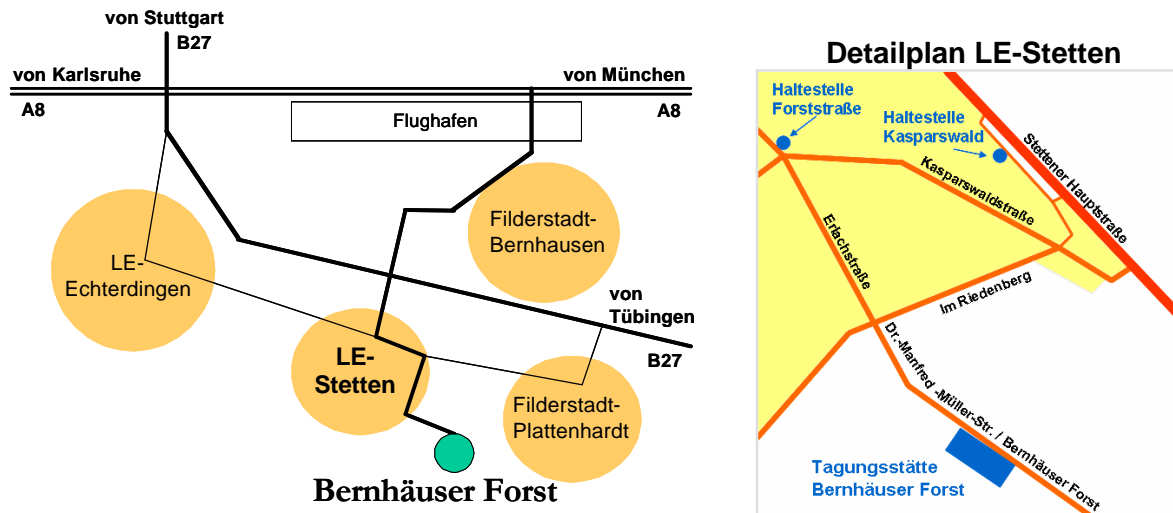 von Stuttgart
B27
von Karlsruhe
von München
A8
A8
Flughafen
Filderstadt-
Bernhausen
LE-
Echterdingen
von
Tübingen
B27
LE-
Stetten
Filderstadt-
Plattenhardt
Bernhäuser Forst
Detailplan LE-Stetten
Haltestelle
Forststraße
Haltestelle
Kasparswald
Stettener Hauptstraße
Kasparswaldstraße
Erlachstraße
Im Riedenberg
Dr.-Manfred -Müller-Str. / Bernhäuser Forst
Tagungsstätte
Bernhäuser Forst